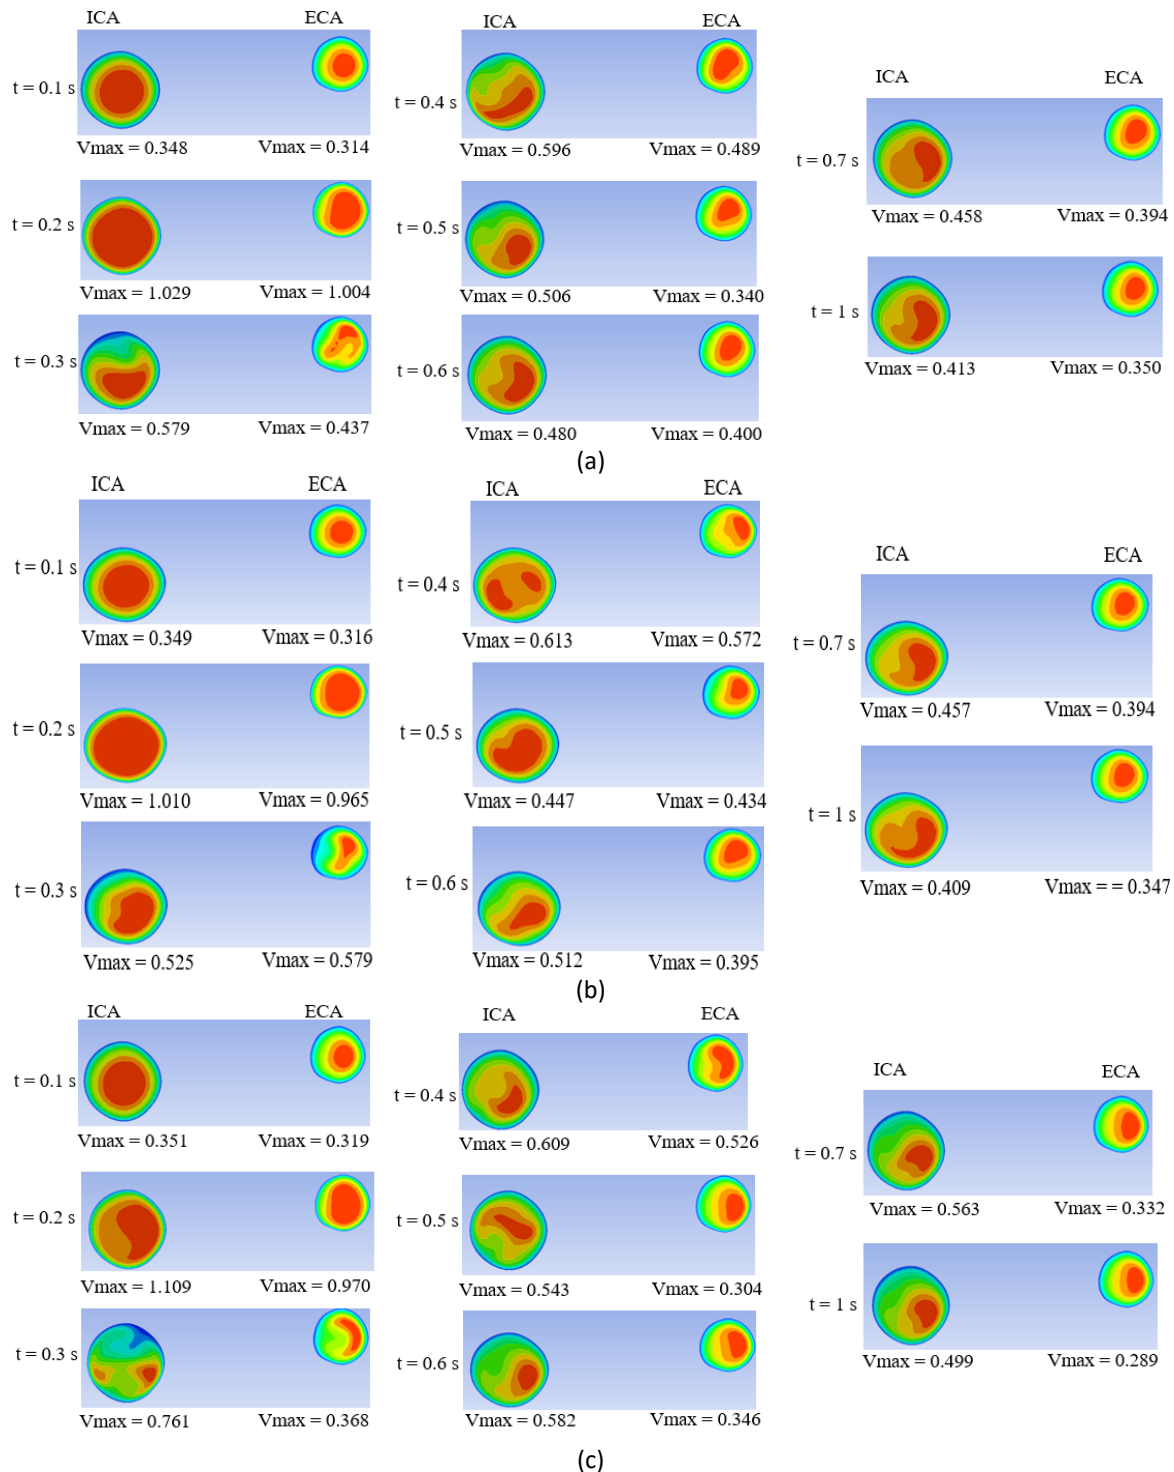 ICA ECA
t = 0.1 s
Vmax = 0.348 Vmax = 0.314
t = 0.2 s
Vmax = 1.029 Vmax = 1.004
t = 0.3 s
Vmax = 0.579 Vmax = 0.437
ICA ECA
t = 0.4 s
Vmax = 0.596 Vmax = 0.489
t = 0.5 s
Vmax = 0.506 Vmax = 0.340
t = 0.6 s
Vmax = 0.480 Vmax = 0.400
ICA ECA
t = 0.7 s
Vmax = 0.458 Vmax = 0.394
t = 1 s
Vmax = 0.413 Vmax = 0.350
(a)
ICA ECA
t = 0.1 s
Vmax = 0.349 Vmax = 0.316
t = 0.2 s
Vmax = 1.010 Vmax = 0.965
t = 0.3 s
Vmax = 0.525 Vmax = 0.579
ICA ECA
t = 0.4 s
Vmax = 0.613 Vmax = 0.572
t = 0.5 s
Vmax = 0.447 Vmax = 0.434
t = 0.6 s
Vmax = 0.512 Vmax = 0.395
ICA ECA
t = 0.7 s
Vmax = 0.457 Vmax = 0.394
t = 1 s
Vmax = 0.409 Vmax = = 0.347
(b)
ICA ECA
t = 0.1 s
Vmax = 0.351 Vmax = 0.319
t = 0.2 s
Vmax = 1.109 Vmax = 0.970
t = 0.3 s
Vmax = 0.761 Vmax = 0.368
ICA ECA
t = 0.4 s
Vmax = 0.609 Vmax = 0.526
t = 0.5 s
Vmax = 0.543 Vmax = 0.304
t = 0.6 s
Vmax = 0.582 Vmax = 0.346
ICA ECA
t = 0.7 s
Vmax = 0.563 Vmax = 0.332
t = 1 s
Vmax = 0.499 Vmax = 0.289
(c)